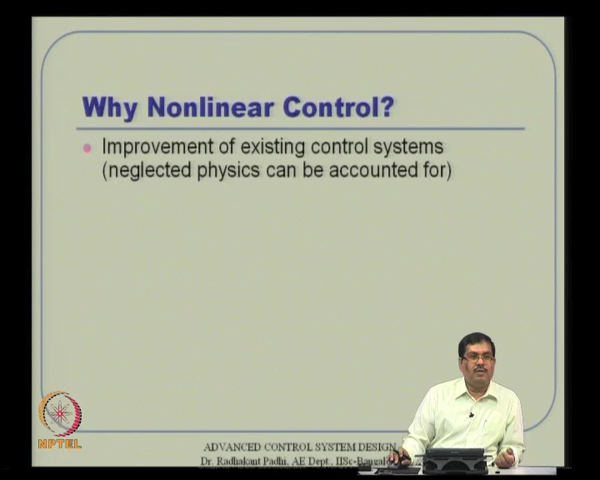 Why Nonlinear Control?
Improvement of existing control systems
(neglected physics can be accounted for)
NPTEL
ADVANCED CONTROL SYSTEM DESIGN
Dr. Radhakant Padhi, AE Dept., IISc-Bangalo